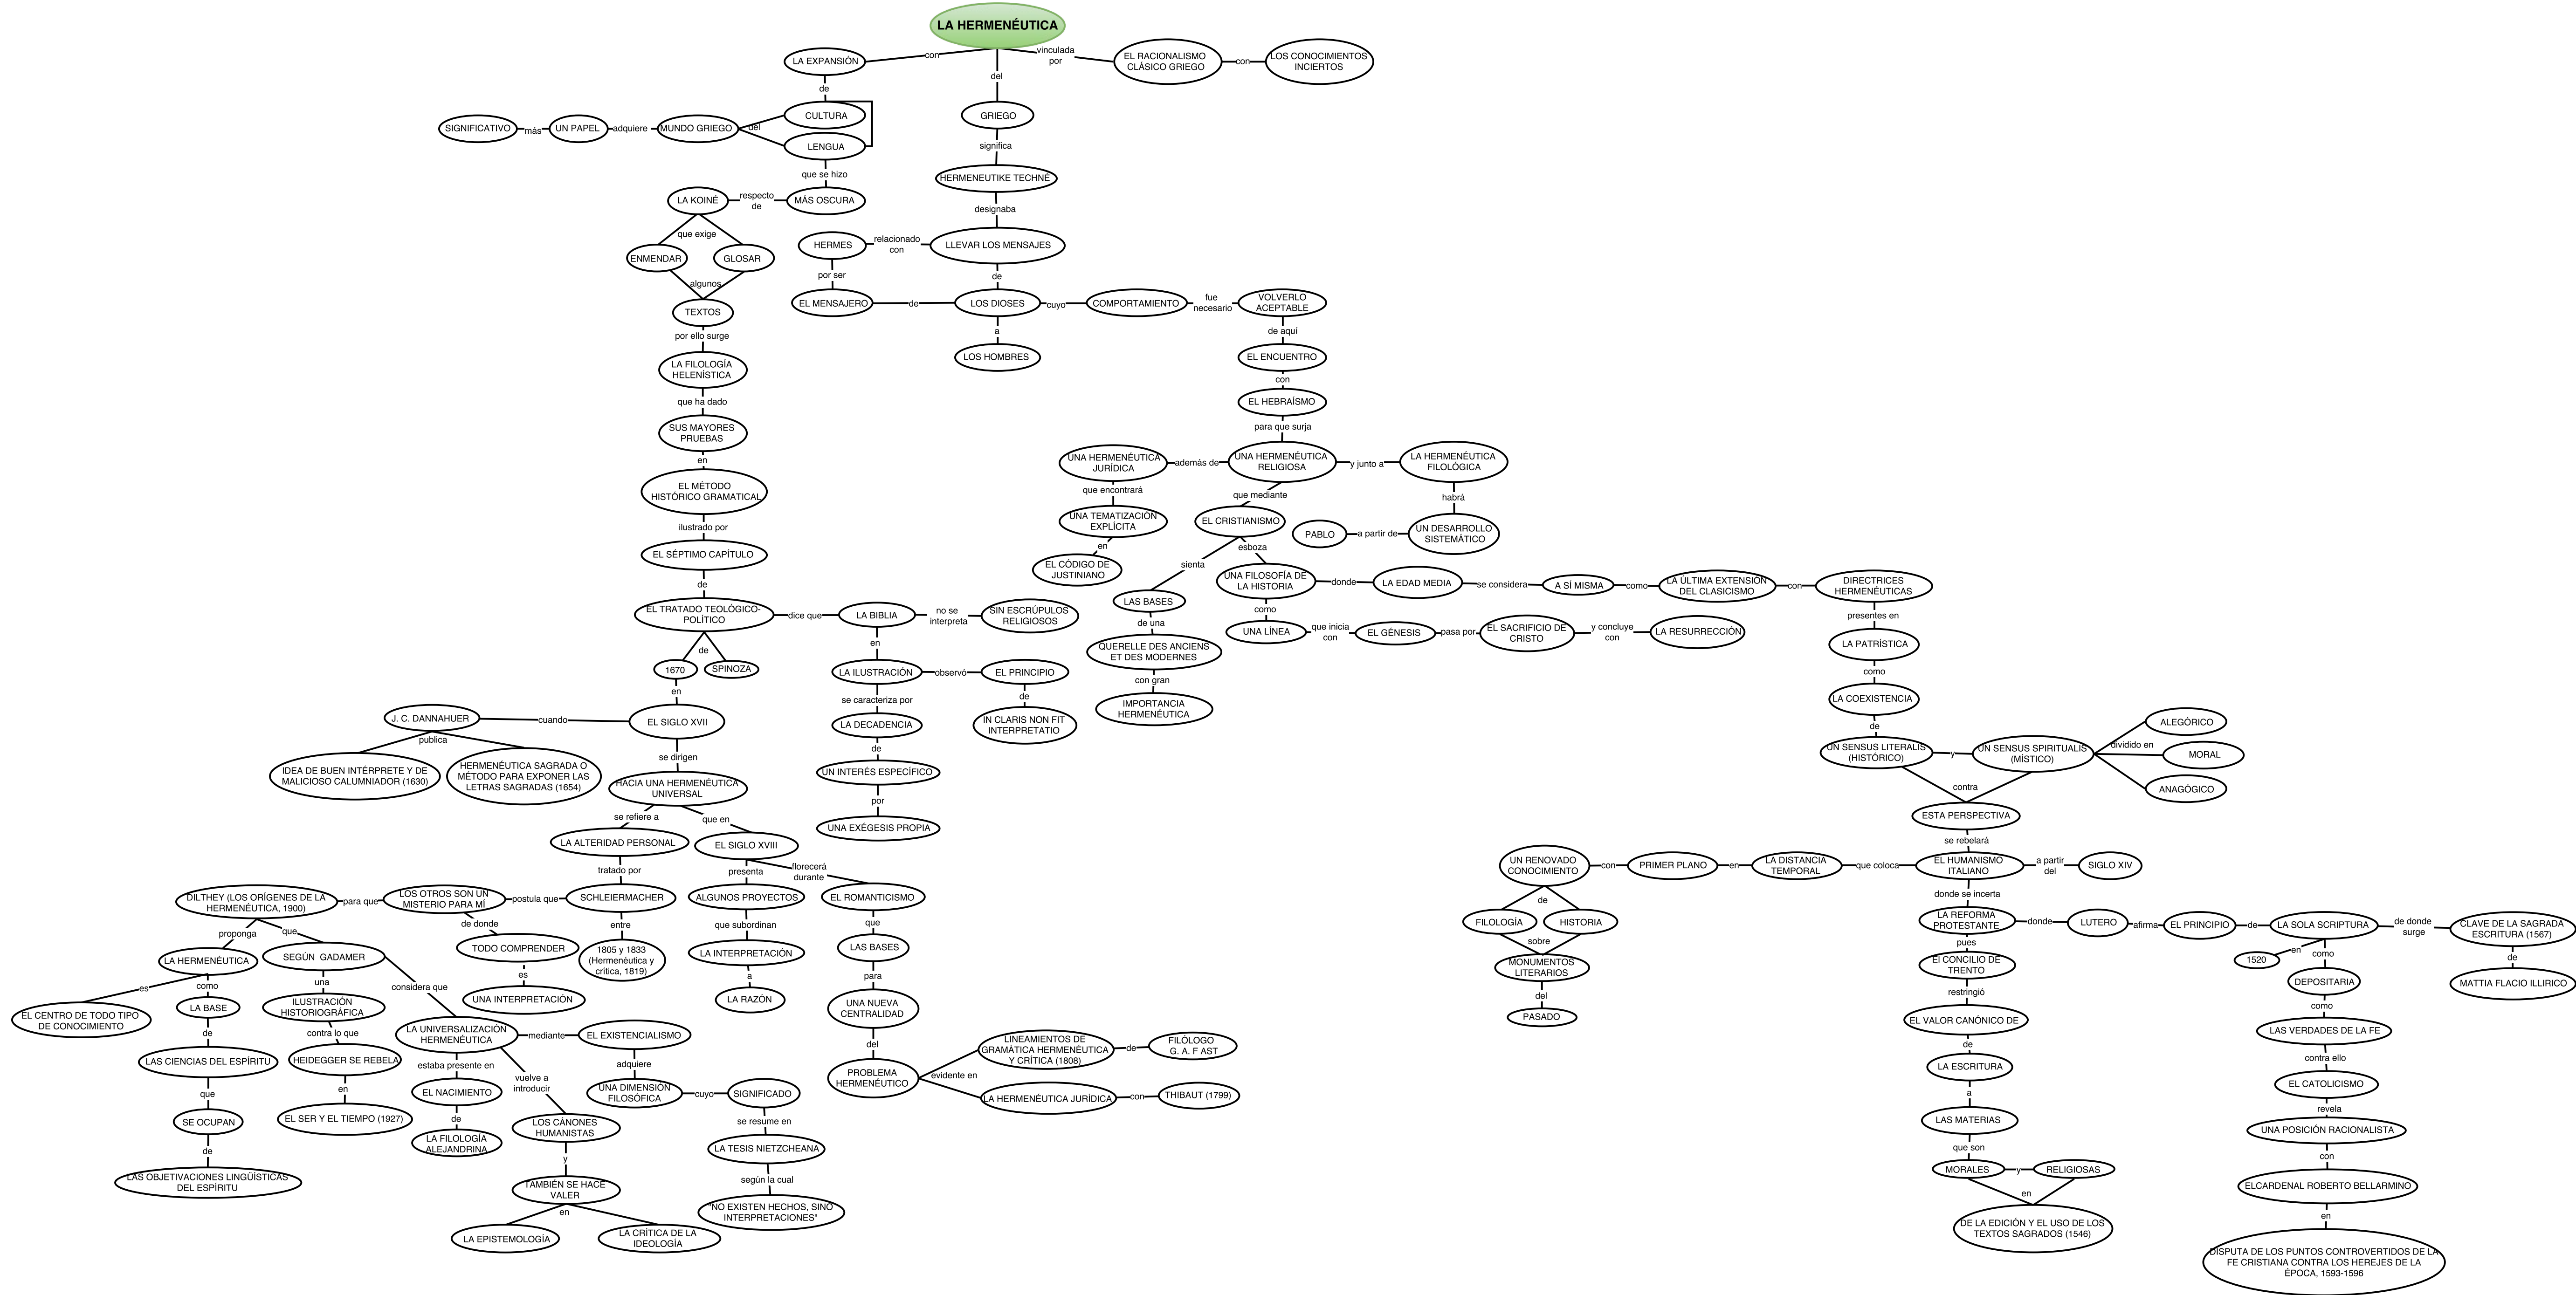 LA HERMENÉUTICA
con
vinculada
por
LA EXPANSIÓN
EL RACIONALISMO
CLÁSICO GRIEGO
con
LOS CONOCIMIENTOS
INCIERTOS
del
de
SIGNIFICATIVO
más
UN PAPEL
adquiere
MUNDO GRIEGO
del
CULTURA
LENGUA
GRIEGO
significa
que se hizo
HERMENEUTIKE TECHNÉ
LA KOINÉ
respecto
de
MÁS OSCURA
designaba
que exige
HERMES
relacionado
con
LLEVAR LOS MENSAJES
ENMENDAR
GLOSAR
por ser
de
algunos
EL MENSAJERO
de
LOS DIOSES
cuyo
COMPORTAMIENTO
fue
necesario
VOLVERLO
ACEPTABLE
TEXTOS
a
de aquí
por ello surge
LOS HOMBRES
EL ENCUENTRO
LA FILOLOGÍA
HELENÍSTICA
con
que ha dado
EL HEBRAÍSMO
SUS MAYORES
PRUEBAS
para que surja
en
UNA HERMENÉUTICA
JURÍDICA
además de
UNA HERMENÉUTICA
RELIGIOSA
y junto a
LA HERMENÉUTICA
FILOLÓGICA
EL MÉTODO
HISTÓRICO GRAMATICAL
que encontrará
que mediante
habrá
ilustrado por
UNA TEMATIZACIÓN
EXPLÍCITA
EL CRISTIANISMO
PABLO
a partir de
UN DESARROLLO
SISTEMÁTICO
EL SÉPTIMO CAPÍTULO
en
esboza
sienta
EL CÓDIGO DE
JUSTINIANO
UNA FILOSOFÍA DE
LA HISTORIA
donde
LA EDAD MEDIA
se considera
A SÍ MISMA
como
LA ÚLTIMA EXTENSIÓN
DEL CLASICISMO
con
DIRECTRICES
HERMENÉUTICAS
de
LAS BASES
como
presentes en
EL TRATADO TEOLÓGICO-
POLÍTICO
dice que
LA BIBLIA
no se
interpreta
SIN ESCRÚPULOS
RELIGIOSOS
de una
UNA LÍNEA
que inicia
con
EL GÉNESIS
pasa por
EL SACRIFICIO DE
CRISTO
y concluye
con
LA RESURRECCIÓN
LA PATRÍSTICA
de
en
QUERELLE DES ANCIENS
ET DES MODERNES
1670
SPINOZA
LA ILUSTRACIÓN
observó
EL PRINCIPIO
con gran
como
en
se caracteriza por
de
IMPORTANCIA
HERMENÉUTICA
LA COEXISTENCIA
J. C. DANNAHUER
cuando
EL SIGLO XVII
LA DECADENCIA
IN CLARIS NON FIT
INTERPRETATIO
de
publica
ALEGÓRICO
se dirigen
de
UN SENSUS LITERALIS
(HISTÓRICO)
y
UN SENSUS SPIRITUALIS
(MÍSTICO)
dividido en
MORAL
IDEA DE BUEN INTÉRPRETE Y DE
MALICIOSO CALUMNIADOR (1630)
HERMENÉUTICA SAGRADA O
MÉTODO PARA EXPONER LAS
LETRAS SAGRADAS (1654)
UN INTERÉS ESPECÍFICO
ANAGÓGICO
HACIA UNA HERMENÉUTICA
UNIVERSAL
por
contra
se refiere a
que en
UNA EXÉGESIS PROPIA
ESTA PERSPECTIVA
LA ALTERIDAD PERSONAL
EL SIGLO XVIII
se rebelará
tratado por
presenta
florecerá
durante
UN RENOVADO
CONOCIMIENTO
con
PRIMER PLANO
en
LA DISTANCIA
TEMPORAL
que coloca
EL HUMANISMO
ITALIANO
a partir
del
SIGLO XIV
DILTHEY (LOS ORÍGENES DE LA
HERMENÉUTICA, 1900)
para que
LOS OTROS SON UN
MISTERIO PARA MÍ
postula que
SCHLEIERMACHER
ALGUNOS PROYECTOS
EL ROMANTICISMO
de
donde se incerta
proponga
que
de donde
entre
que subordinan
que
FILOLOGÍA
HISTORIA
LA REFORMA
PROTESTANTE
donde
LUTERO
afirma
EL PRINCIPIO
de
LA SOLA SCRIPTURA
de donde
surge
CLAVE DE LA SAGRADA
ESCRITURA (1567)
LA HERMENÉUTICA
SEGÚN GADAMER
TODO COMPRENDER
1805 y 1833
(Hermenéutica y
crítica, 1819)
LA INTERPRETACIÓN
LAS BASES
sobre
pues
en
como
de
es
como
una
considera que
es
a
para
MONUMENTOS
LITERARIOS
El CONCILIO DE
TRENTO
1520
DEPOSITARIA
MATTIA FLACIO ILLIRICO
EL CENTRO DE TODO TIPO
DE CONOCIMIENTO
LA BASE
ILUSTRACIÓN
HISTORIOGRÁFICA
UNA INTERPRETACIÓN
LA RAZÓN
UNA NUEVA
CENTRALIDAD
del
restringió
como
de
contra lo que
LA UNIVERSALIZACIÓN
HERMENÉUTICA
mediante
EL EXISTENCIALISMO
del
PASADO
EL VALOR CANÓNICO DE
LAS VERDADES DE LA FE
LAS CIENCIAS DEL ESPÍRITU
HEIDEGGER SE REBELA
estaba presente en
vuelve a
introducir
adquiere
PROBLEMA
HERMENÉUTICO
evidente en
LINEAMIENTOS DE
GRAMÁTICA HERMENÉUTICA
Y CRÍTICA (1808)
de
FILÓLOGO
G. A. F AST
de
contra ello
que
en
EL NACIMIENTO
UNA DIMENSIÓN
FILOSÓFICA
cuyo
SIGNIFICADO
LA HERMENÉUTICA JURÍDICA
con
THIBAUT (1799)
LA ESCRITURA
EL CATOLICISMO
SE OCUPAN
EL SER Y EL TIEMPO (1927)
de
LOS CÁNONES
HUMANISTAS
se resume en
a
revela
de
LA FILOLOGÍA
ALEJANDRINA
LA TESIS NIETZCHEANA
LAS MATERIAS
UNA POSICIÓN RACIONALISTA
LAS OBJETIVACIONES LINGÜÍSTICAS
DEL ESPÍRITU
y
según la cual
que son
con
TAMBIÉN SE HACE
VALER
"NO EXISTEN HECHOS, SINO
INTERPRETACIONES"
MORALES
y
RELIGIOSAS
ELCARDENAL ROBERTO BELLARMINO
en
en
en
LA EPISTEMOLOGÍA
LA CRÍTICA DE LA
IDEOLOGÍA
DE LA EDICIÓN Y EL USO DE LOS
TEXTOS SAGRADOS (1546)
DISPUTA DE LOS PUNTOS CONTROVERTIDOS DE LA
FE CRISTIANA CONTRA LOS HEREJES DE LA
ÉPOCA, 1593-1596